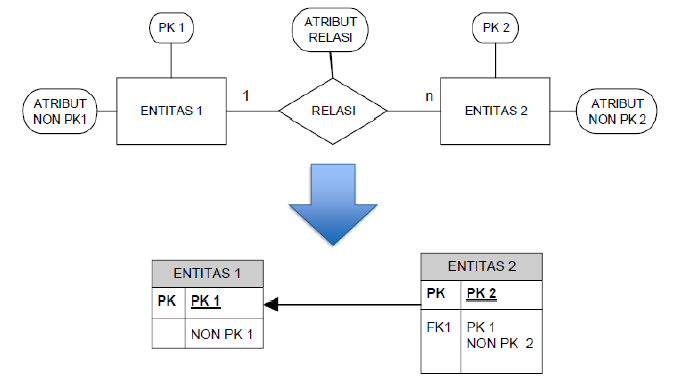 PK 1
ATRIBUT
RELASI
PK 2
ATRIBUT
NON PK1
ENTITAS 1
1
RELASI
n
ENTITAS 2
ATRIBUT
NON PK 2
ENTITAS 1
PK PK 1
NON PK 1
ENTITAS 2
PK PK 2
FK1 PK 1
NON PK 2